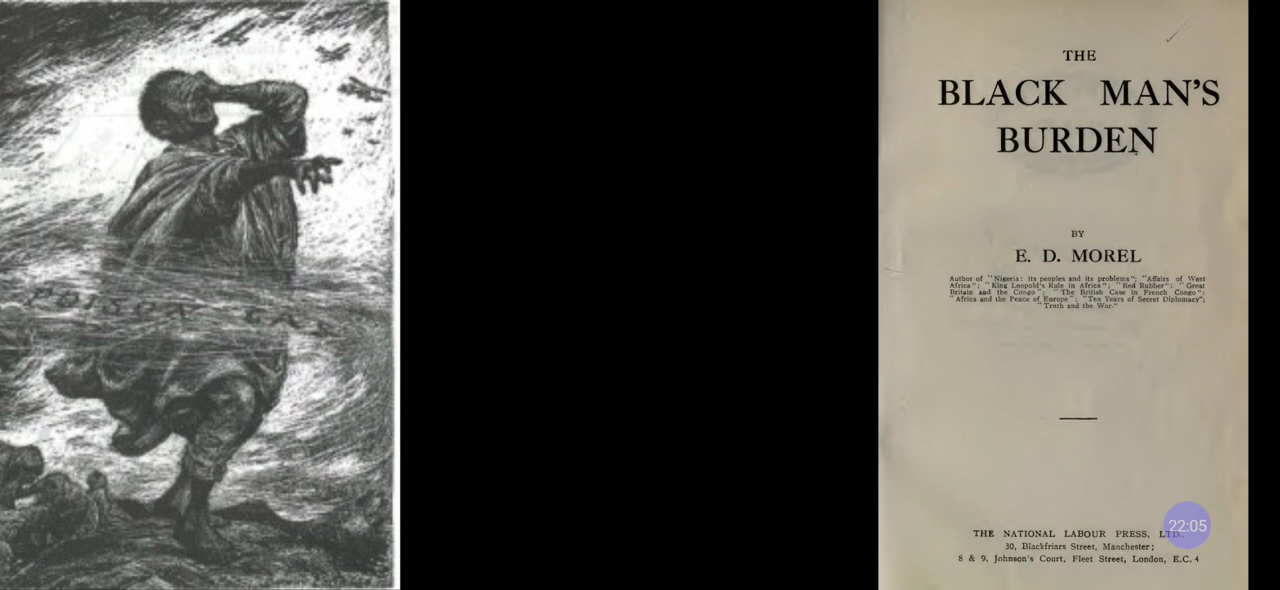 POISON GAS
THE
BLACK MAN'S
BURDEN
BY
E. D. MOREL
Author of "Nigeria: its peoples and its problems"; "Affairs of West
Africa"; "King Leopold's Rule in Africa"; "Red Rubber"; "Great
Britain and the Congo"; "The British Case in French Congo";
"Africa and the Peace of Europe"; "Ten Years of Secret Diplomacy";
"Truth and the War."
THE NATIONAL LABOUR PRESS, LTD.
30, Blackfriars Street, Manchester;
8 & 9, Johnson's Court, Fleet Street, London, E.C. 4
22:05